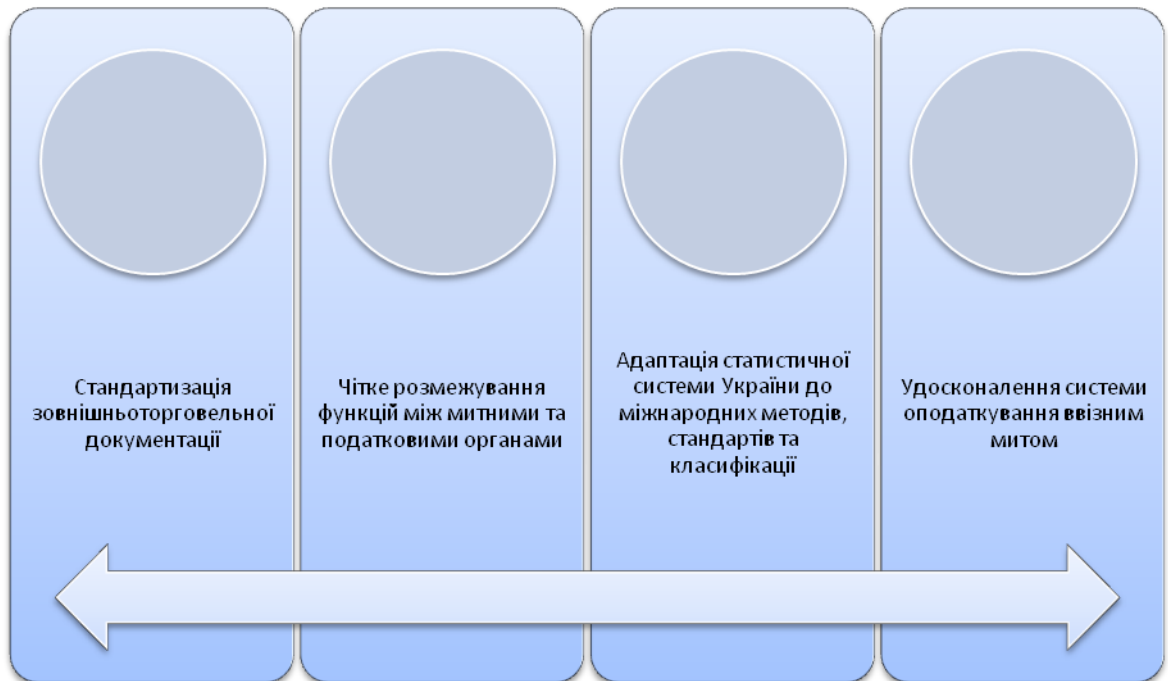 Стандартизація
зовнішньоторговельної
документації
Чітке розмежування
функцій між митними та
податковими органами
Адаптація статистичної
системи України до
міжнародних методів,
стандартів та
класифікації
Удосконалення системи
оподаткування ввізним
митом